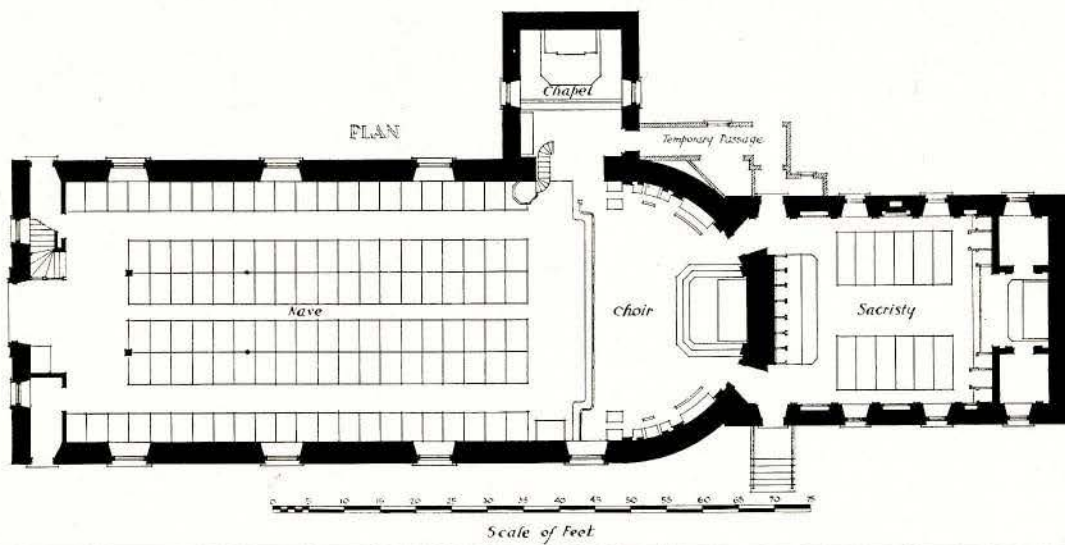 Chapel
PLAN
Temporary Passage
Nave
Choir
Sacristy
0 5 10 15 20 25 30 35 40 45 50 55 60 65 70 75
Scale of Feet